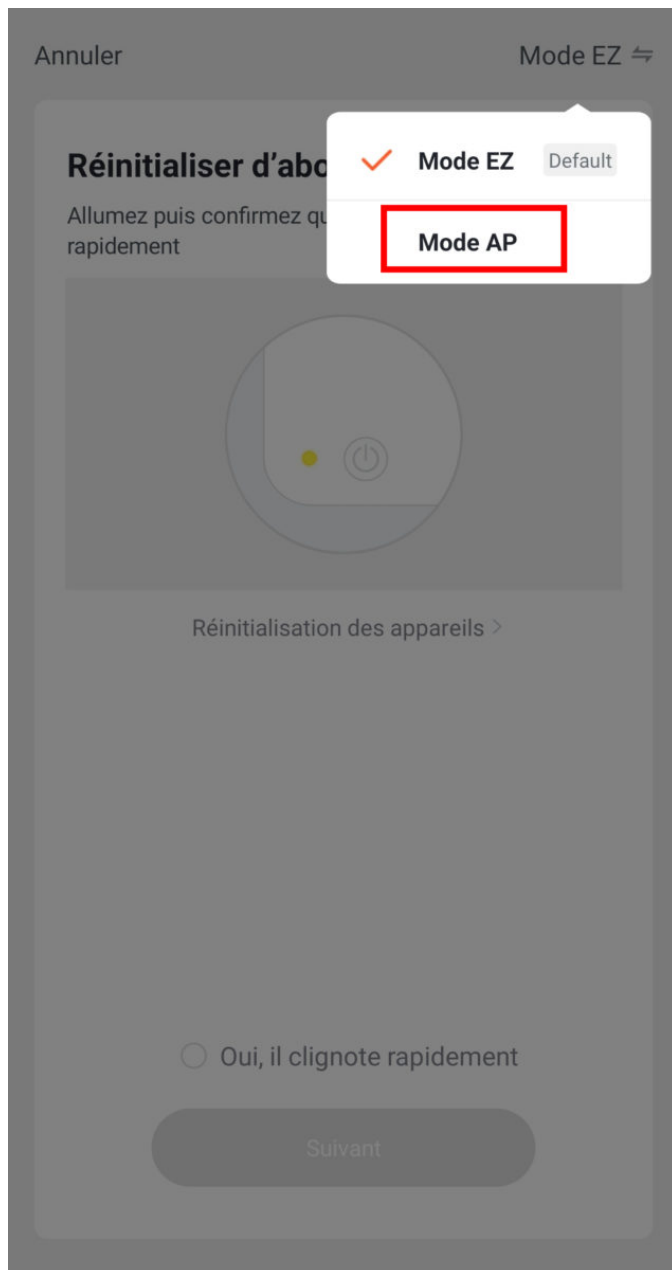 Annuler
Mode EZ ⇋
Réinitialiser d’abo
Mode EZ Default
Allumez puis confirmez qu
rapidement
Mode AP
Réinitialisation des appareils >
Oui, il clignote rapidement
Suivant